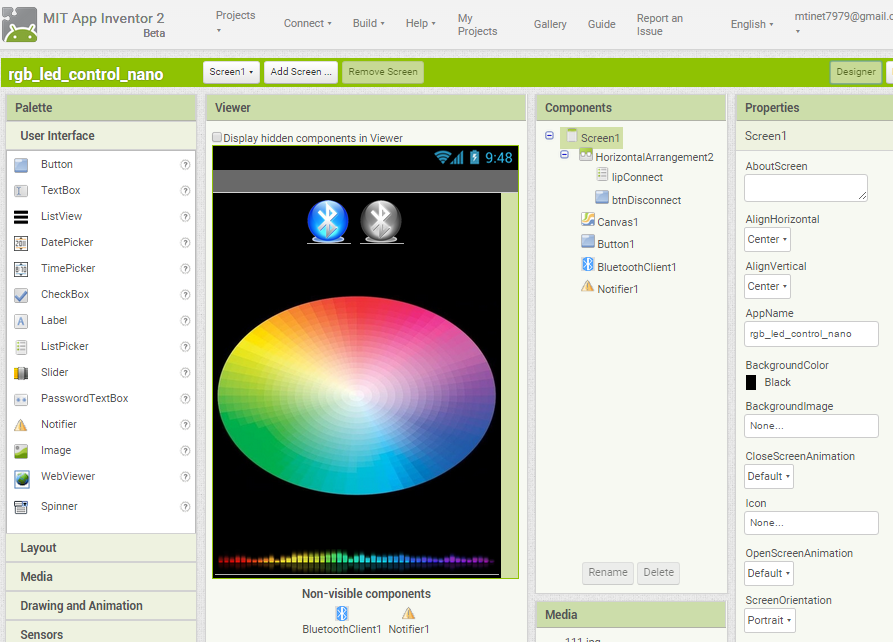 MIT App Inventor 2
Beta
Projects
Connect
Build
Help
My
Projects
Gallery
Guide
Report an
Issue
English
mtinet7979@gmail.c
rgb_led_control_nano
Screen1
Add Screen ...
Remove Screen
Designer
Palette
User Interface
Button
TextBox
ListView
DatePicker
TimePicker
CheckBox
Label
ListPicker
Slider
PasswordTextBox
Notifier
Image
WebViewer
Spinner
Layout
Media
Drawing and Animation
Sensors
Viewer
Display hidden components in Viewer
9:48
Non-visible components
BluetoothClient1
Notifier1
Components
Screen1
HorizontalArrangement2
lipConnect
btnDisconnect
Canvas1
Button1
BluetoothClient1
Notifier1
Rename
Delete
Media
Properties
Screen1
AboutScreen
AlignHorizontal
Center
AlignVertical
Center
AppName
rgb_led_control_nano
BackgroundColor
Black
BackgroundImage
None...
CloseScreenAnimation
Default
Icon
None...
OpenScreenAnimation
Default
ScreenOrientation
Portrait